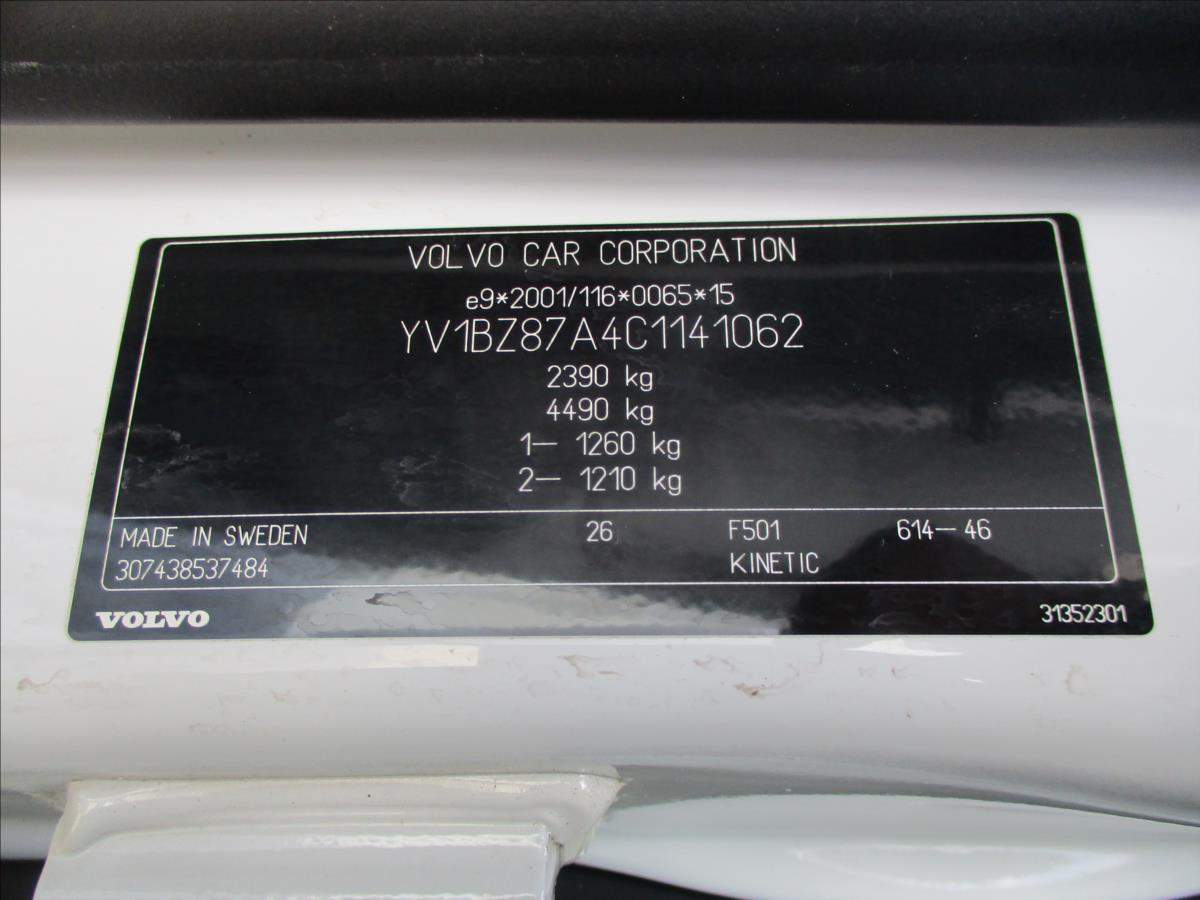 VOLVO CAR CORPORATION
e9*2001/116*0065*15
YV1BZ87A4C1141062
2390 kg
4490 kg
1— 1260 kg
2— 1210 kg
MADE IN SWEDEN 26 F501 614—46
307438537484 KINETIC
VOLVO 31352301